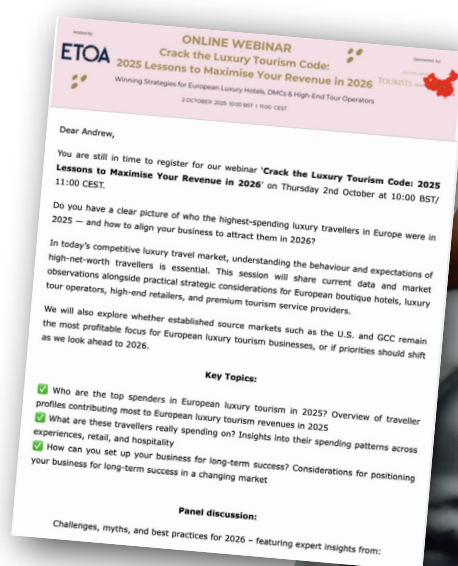 hosted by
ETOA
ONLINE WEBINAR
Crack the Luxury Tourism Code:
2025 Lessons to Maximise Your Revenue in 2026
Winning Strategies for European Luxury Hotels, DMCs & High-End Tour Operators
2 OCTOBER 2025 10:00 BST | 11:00 CEST
Sponsored by
TOURISTS
Dear Andrew,
You are still in time to register for our webinar 'Crack the Luxury Tourism Code: 2025
Lessons to Maximise Your Revenue in 2026' on Thursday 2nd October at 10:00 BST/
11:00 CEST.
Do you have a clear picture of who the highest-spending luxury travellers in Europe were in
2025 — and how to align your business to attract them in 2026?
In today's competitive luxury travel market, understanding the behaviour and expectations of
high-net-worth travellers is essential. This session will share current data and market
observations alongside practical strategic considerations for European boutique hotels, luxury
tour operators, high-end retailers, and premium tourism service providers.
We will also explore whether established source markets such as the U.S. and GCC remain
the most profitable focus for European luxury tourism businesses, or if priorities should shift
as we look ahead to 2026.
Key Topics:
✅ Who are the top spenders in European luxury tourism in 2025? Overview of traveller
profiles contributing most to European luxury tourism revenues in 2025
✅ What are these travellers really spending on? Insights into their spending patterns across
experiences, retail, and hospitality
✅ How can you set up your business for long-term success? Considerations for positioning
your business for long-term success in a changing market
Panel discussion:
Challenges, myths, and best practices for 2026 – featuring expert insights from: